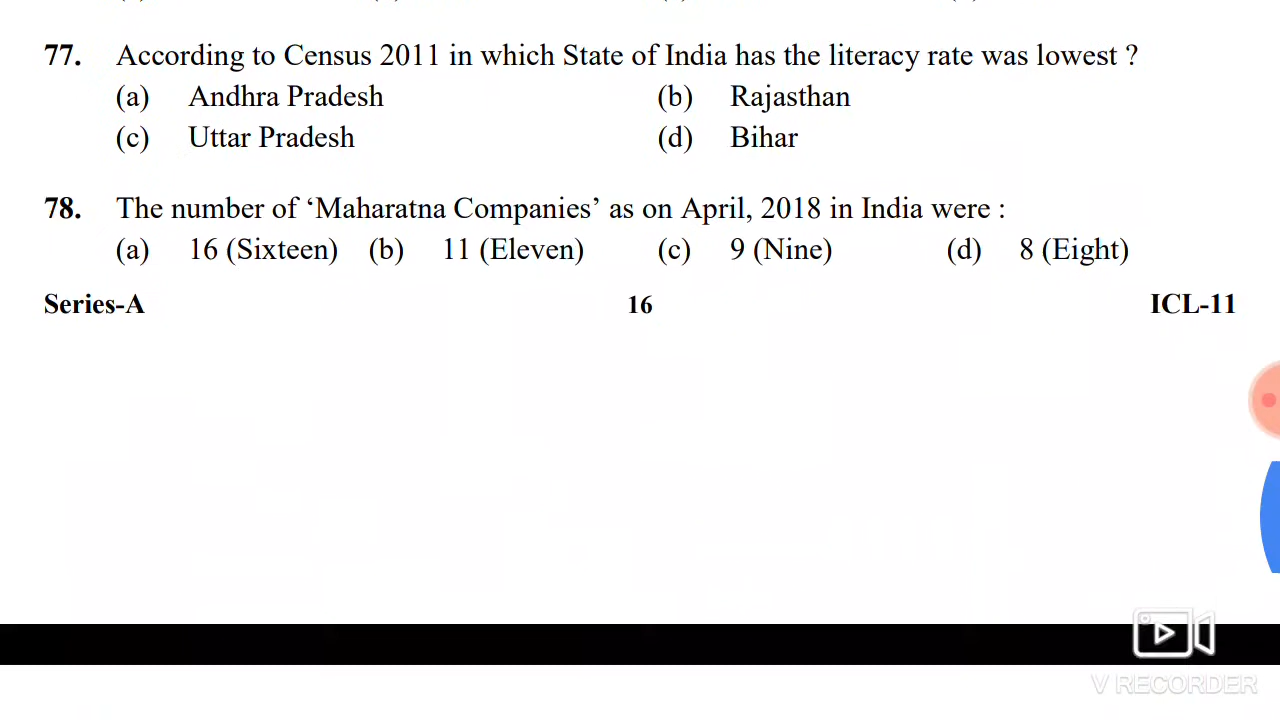 77. According to Census 2011 in which State of India has the literacy rate was lowest ?
(a) Andhra Pradesh (b) Rajasthan
(c) Uttar Pradesh (d) Bihar
78. The number of ‘Maharatna Companies’ as on April, 2018 in India were :
(a) 16 (Sixteen) (b) 11 (Eleven) (c) 9 (Nine) (d) 8 (Eight)
Series-A 16 ICL-11
V RECORDER